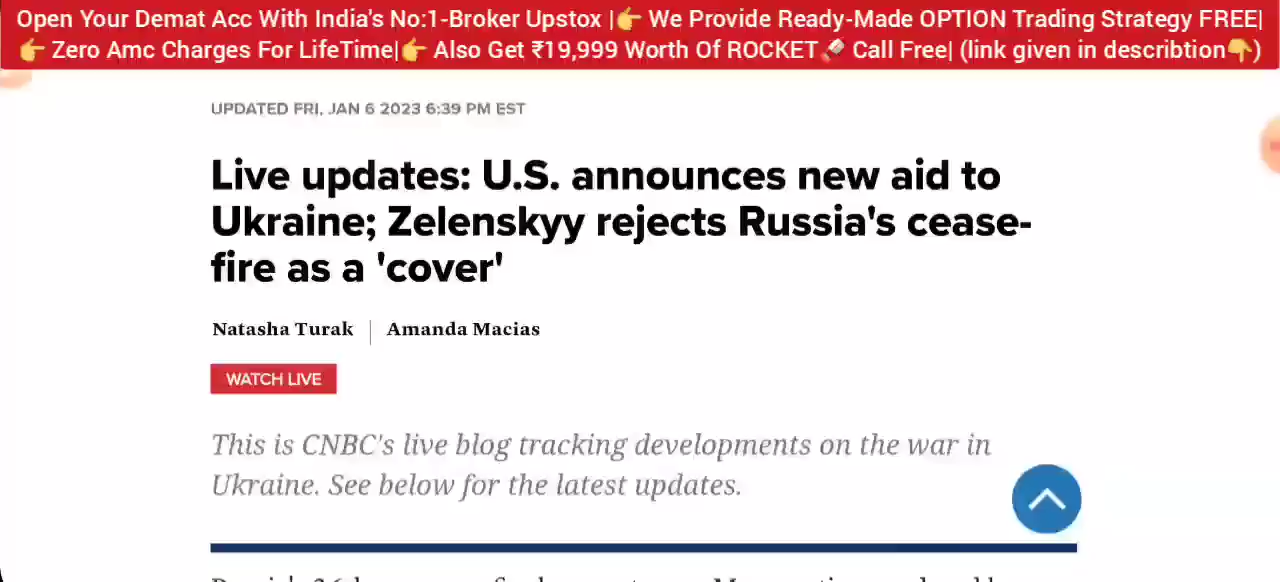 Open Your Demat Acc With India's No:1-Broker Upstox |👉 We Provide Ready-Made OPTION Trading Strategy FREE|
👉 Zero Amc Charges For LifeTime|👉 Also Get ₹19,999 Worth Of ROCKET🚀 Call Free| (link given in describtion👇)
UPDATED FRI, JAN 6 2023 6:39 PM EST
Live updates: U.S. announces new aid to
Ukraine; Zelenskyy rejects Russia's cease-
fire as a 'cover'
Natasha Turak | Amanda Macias
WATCH LIVE
This is CNBC's live blog tracking developments on the war in
Ukraine. See below for the latest updates.